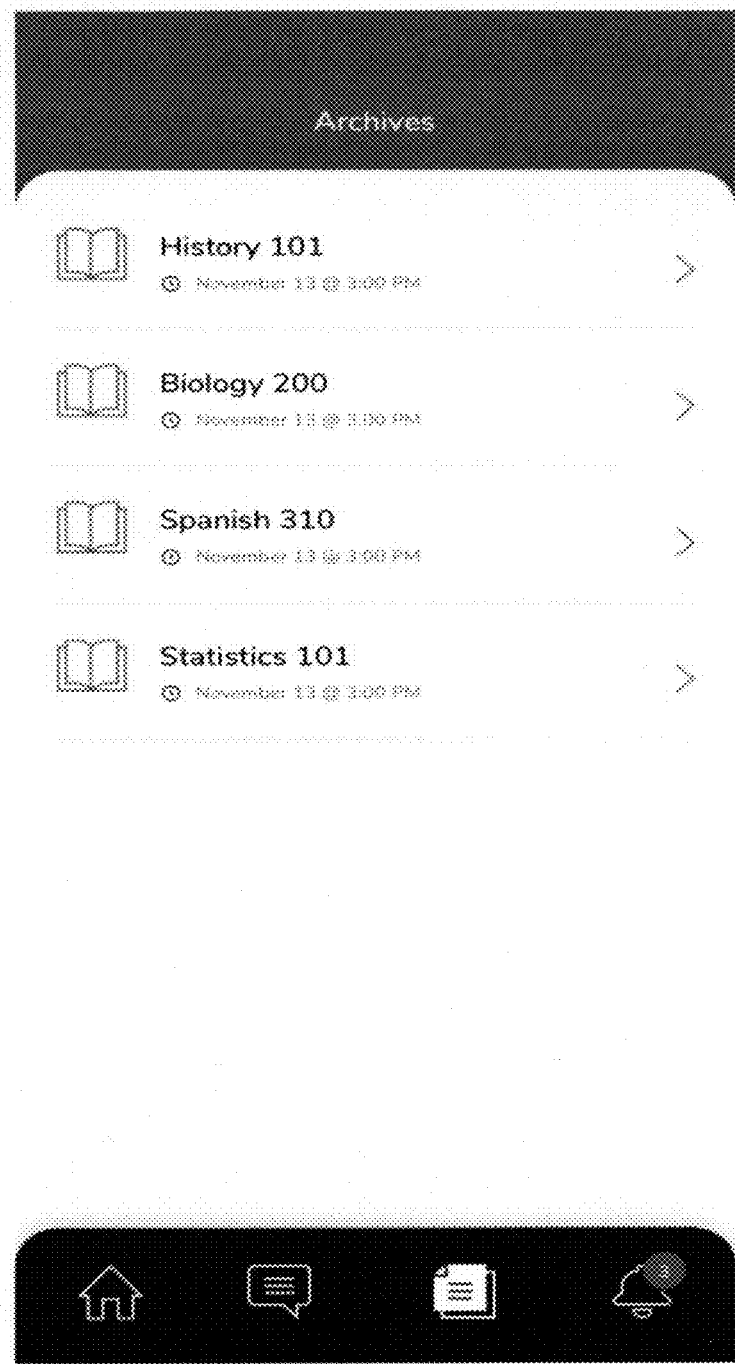 Archives
History 101
November 13 @ 3:00 PM
Biology 200
November 13 @ 3:00 PM
Spanish 310
November 13 @ 3:00 PM
Statistics 101
November 13 @ 3:00 PM
3